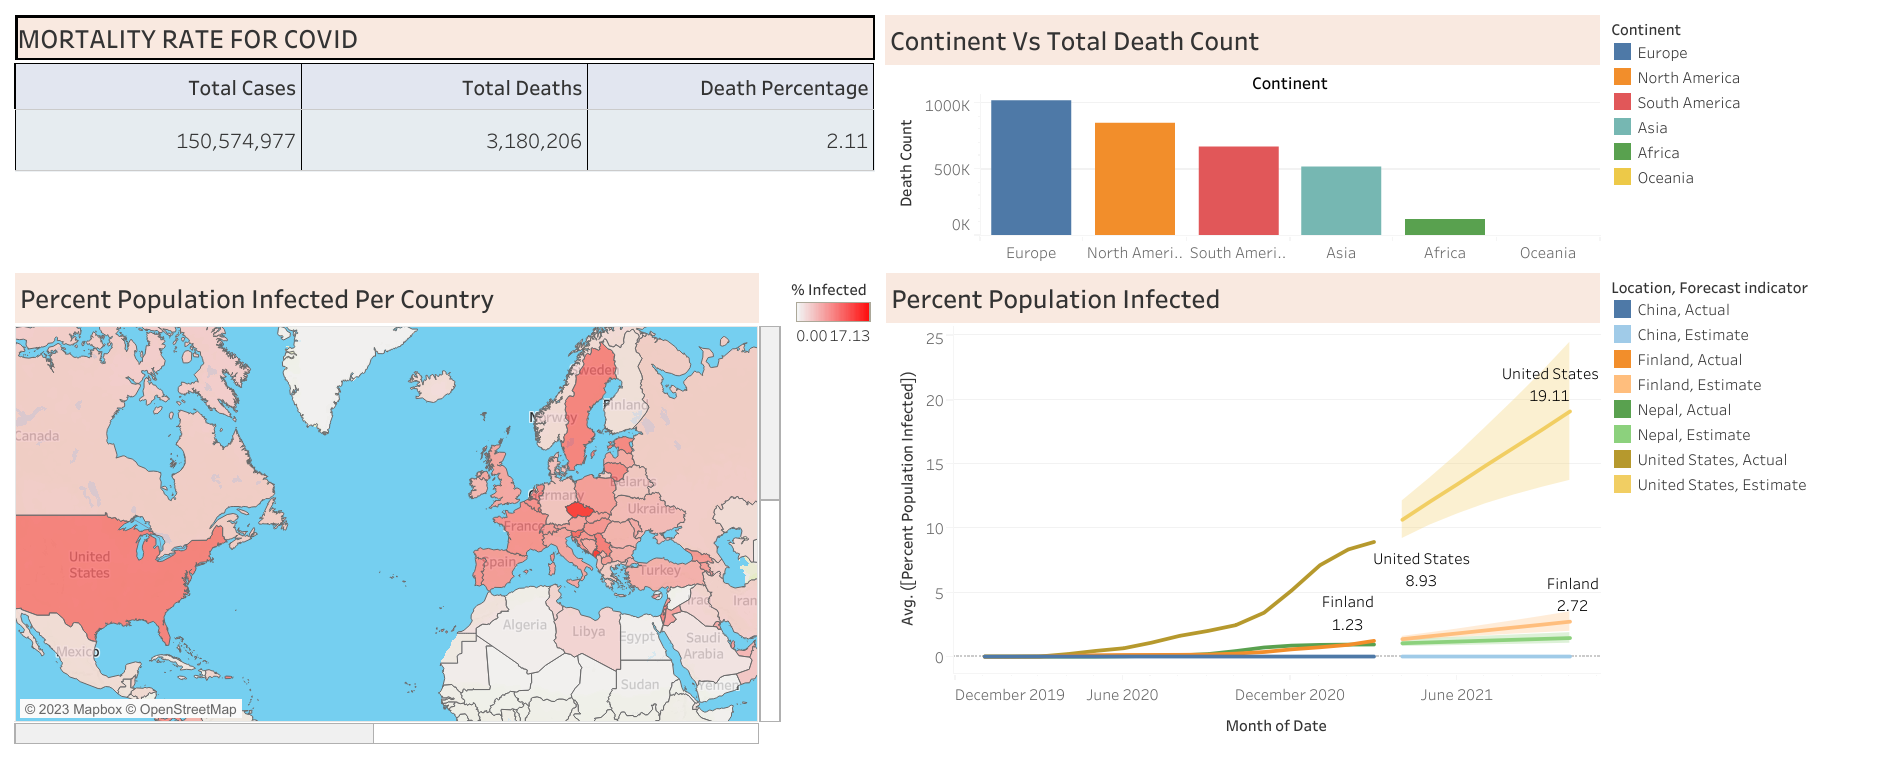 MORTALITY RATE FOR COVID
Total Cases Total Deaths Death Percentage
150,574,977 3,180,206 2.11
Continent Vs Total Death Count
Continent
Death Count
1000K
500K
0K
Europe North Ameri.. South Ameri.. Asia Africa Oceania
Continent
Europe
North America
South America
Asia
Africa
Oceania
Percent Population Infected Per Country
% Infected
0.00 17.13
Canada
United
States
Mexico
Sweden
Norway
Finland
Belarus
Germany
Ukraine
France
Spain
Turkey
Iraq
Iran
Algeria
Libya
Egypt
Saudi
Arabia
Sudan
Yemen
© 2023 Mapbox © OpenStreetMap
Percent Population Infected
Avg. ([Percent Population Infected])
25
20
15
10
5
0
United States
19.11
United States
8.93
Finland
1.23
Finland
2.72
December 2019 June 2020 December 2020 June 2021
Month of Date
Location, Forecast indicator
China, Actual
China, Estimate
Finland, Actual
Finland, Estimate
Nepal, Actual
Nepal, Estimate
United States, Actual
United States, Estimate